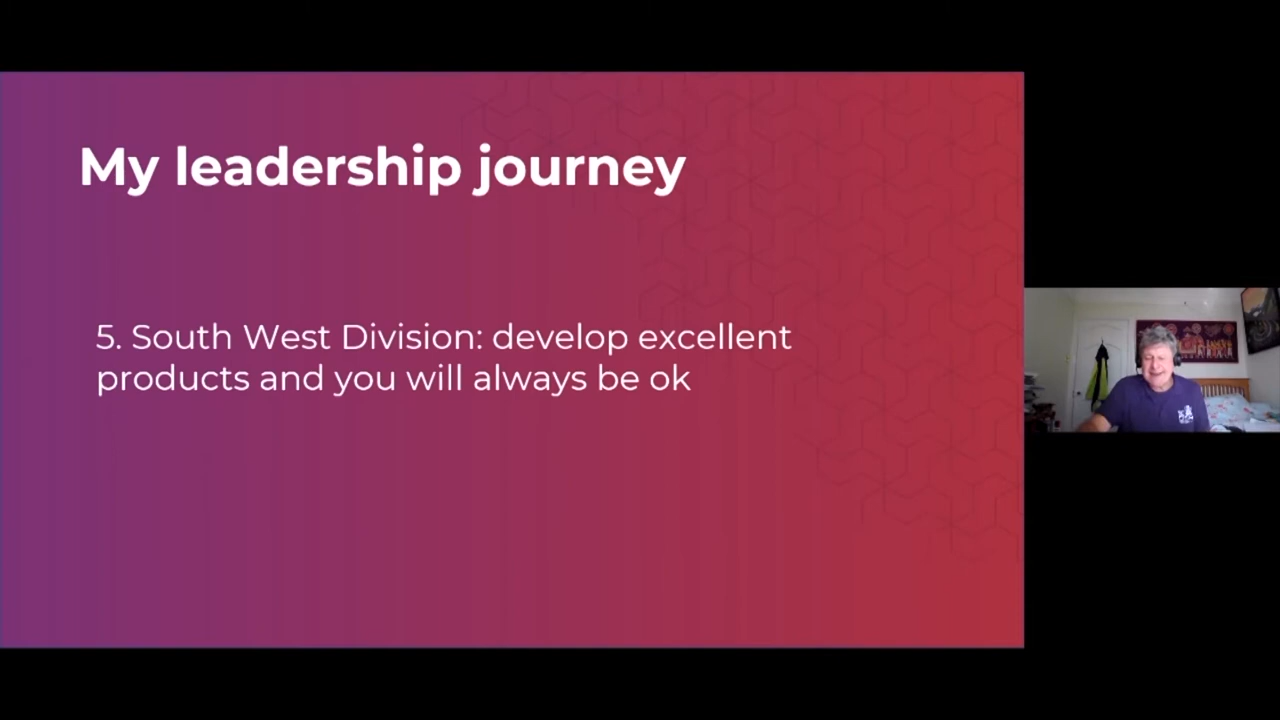 My leadership journey
5. South West Division: develop excellent
products and you will always be ok